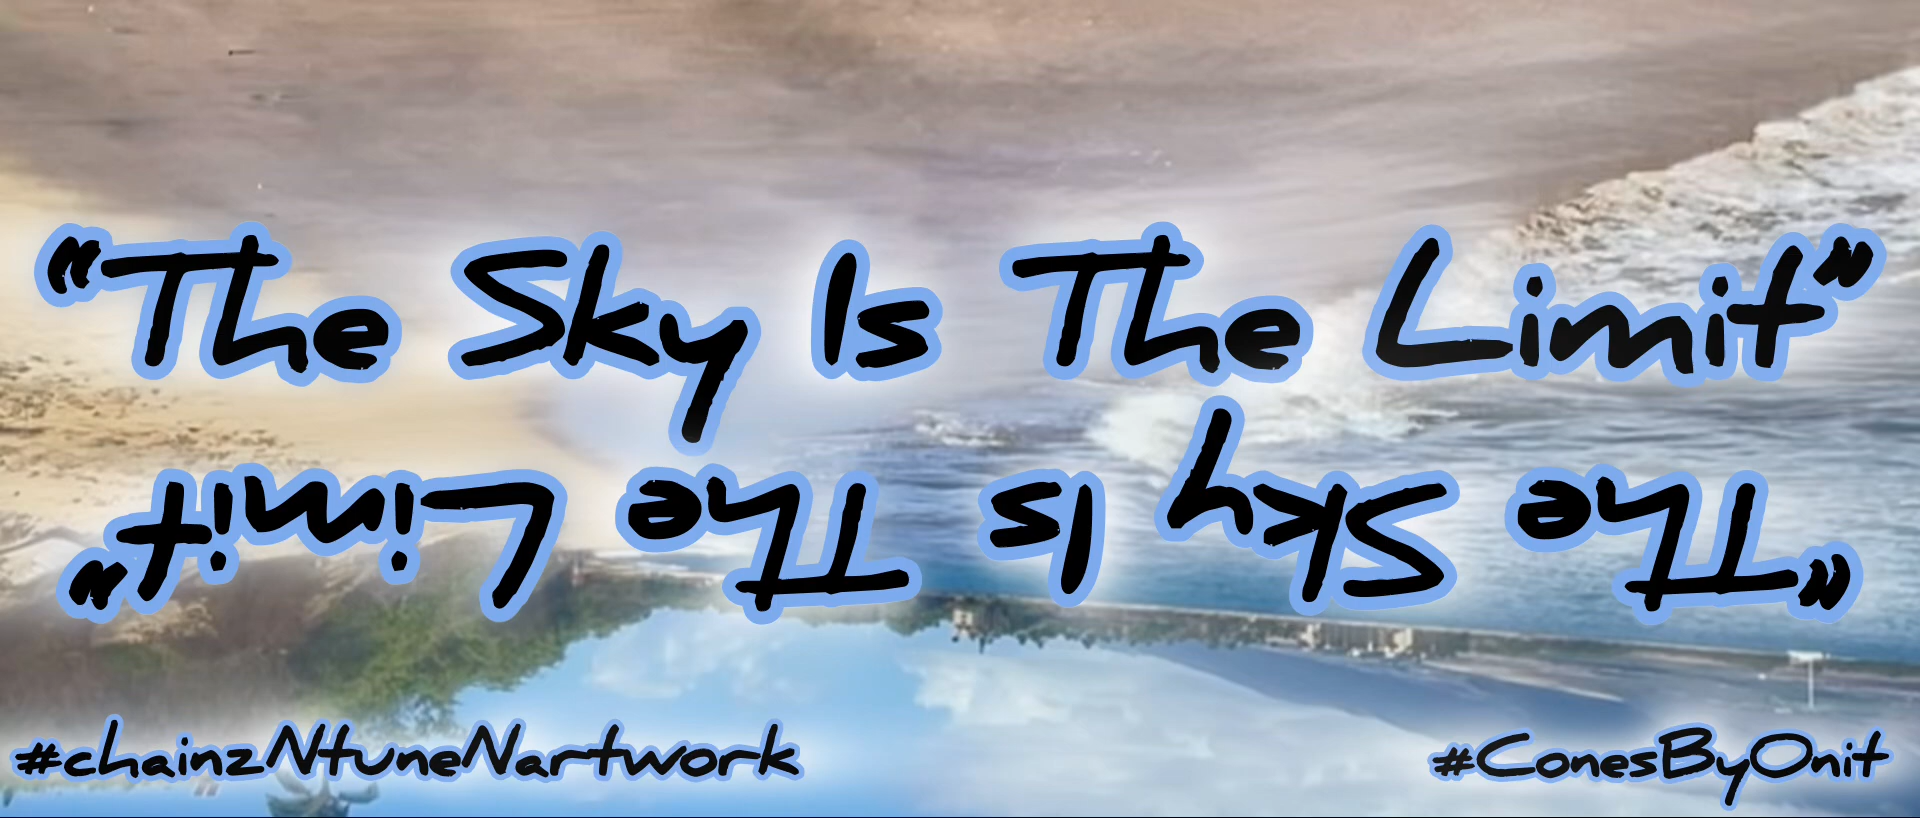 “The Sky Is The Limit”
“The Sky Is The Limit”
#chainzNtuneNartwork
#ConesByOnit